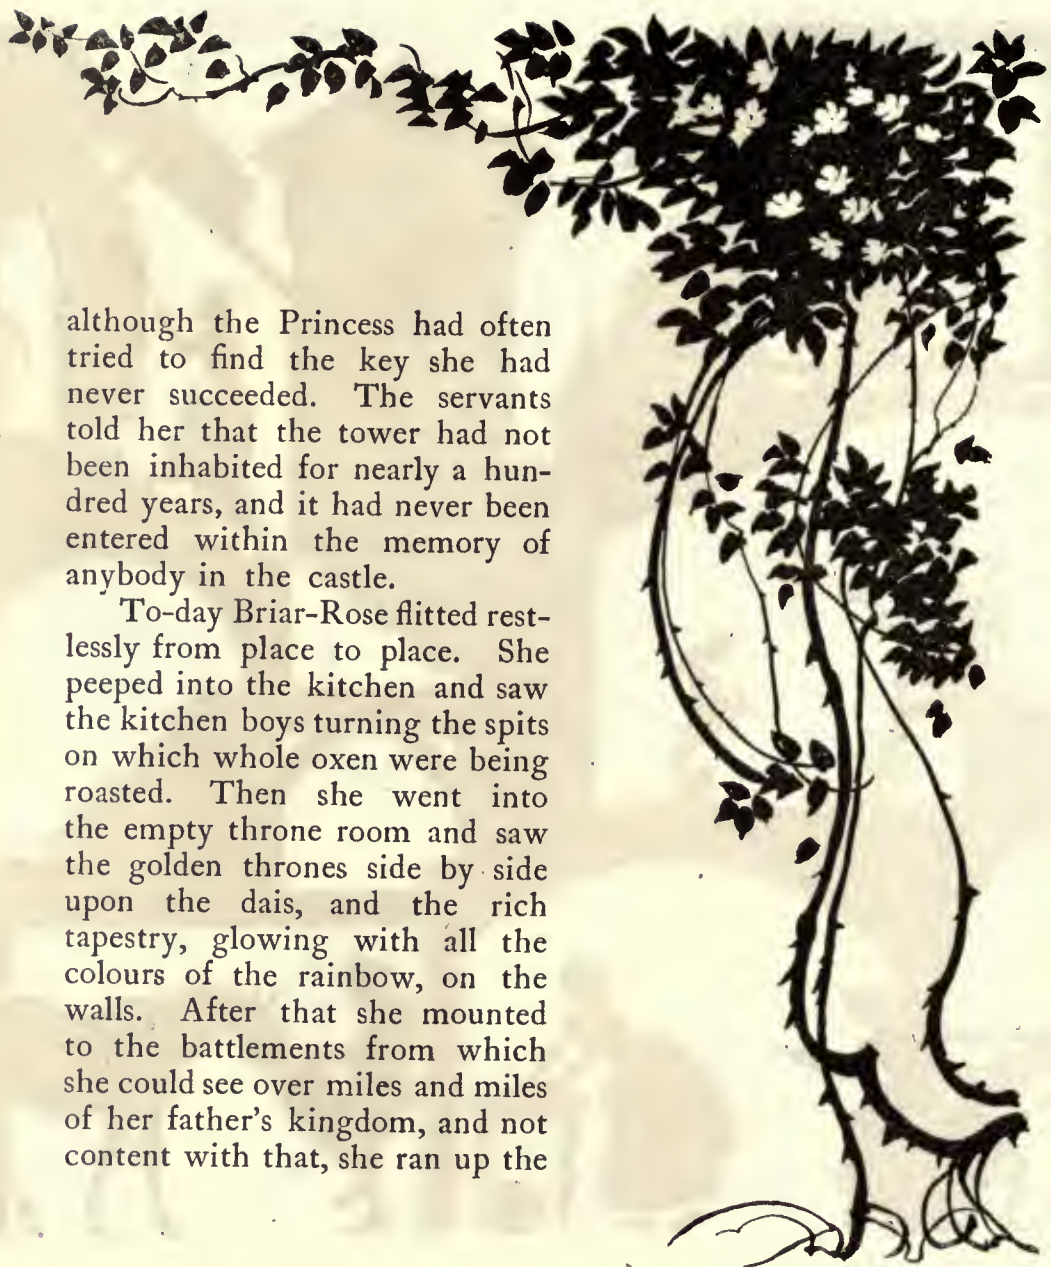 although the Princess had often
tried to find the key she had
never succeeded. The servants
told her that the tower had not
been inhabited for nearly a hun-
dred years, and it had never been
entered within the memory of
anybody in the castle.
To-day Briar-Rose flitted rest-
lessly from place to place. She
peeped into the kitchen and saw
the kitchen boys turning the spits
on which whole oxen were being
roasted. Then she went into
the empty throne room and saw
the golden thrones side by side
upon the dais, and the rich
tapestry, glowing with all the
colours of the rainbow, on the
walls. After that she mounted
to the battlements from which
she could see over miles and miles
of her father's kingdom, and not
content with that, she ran up the